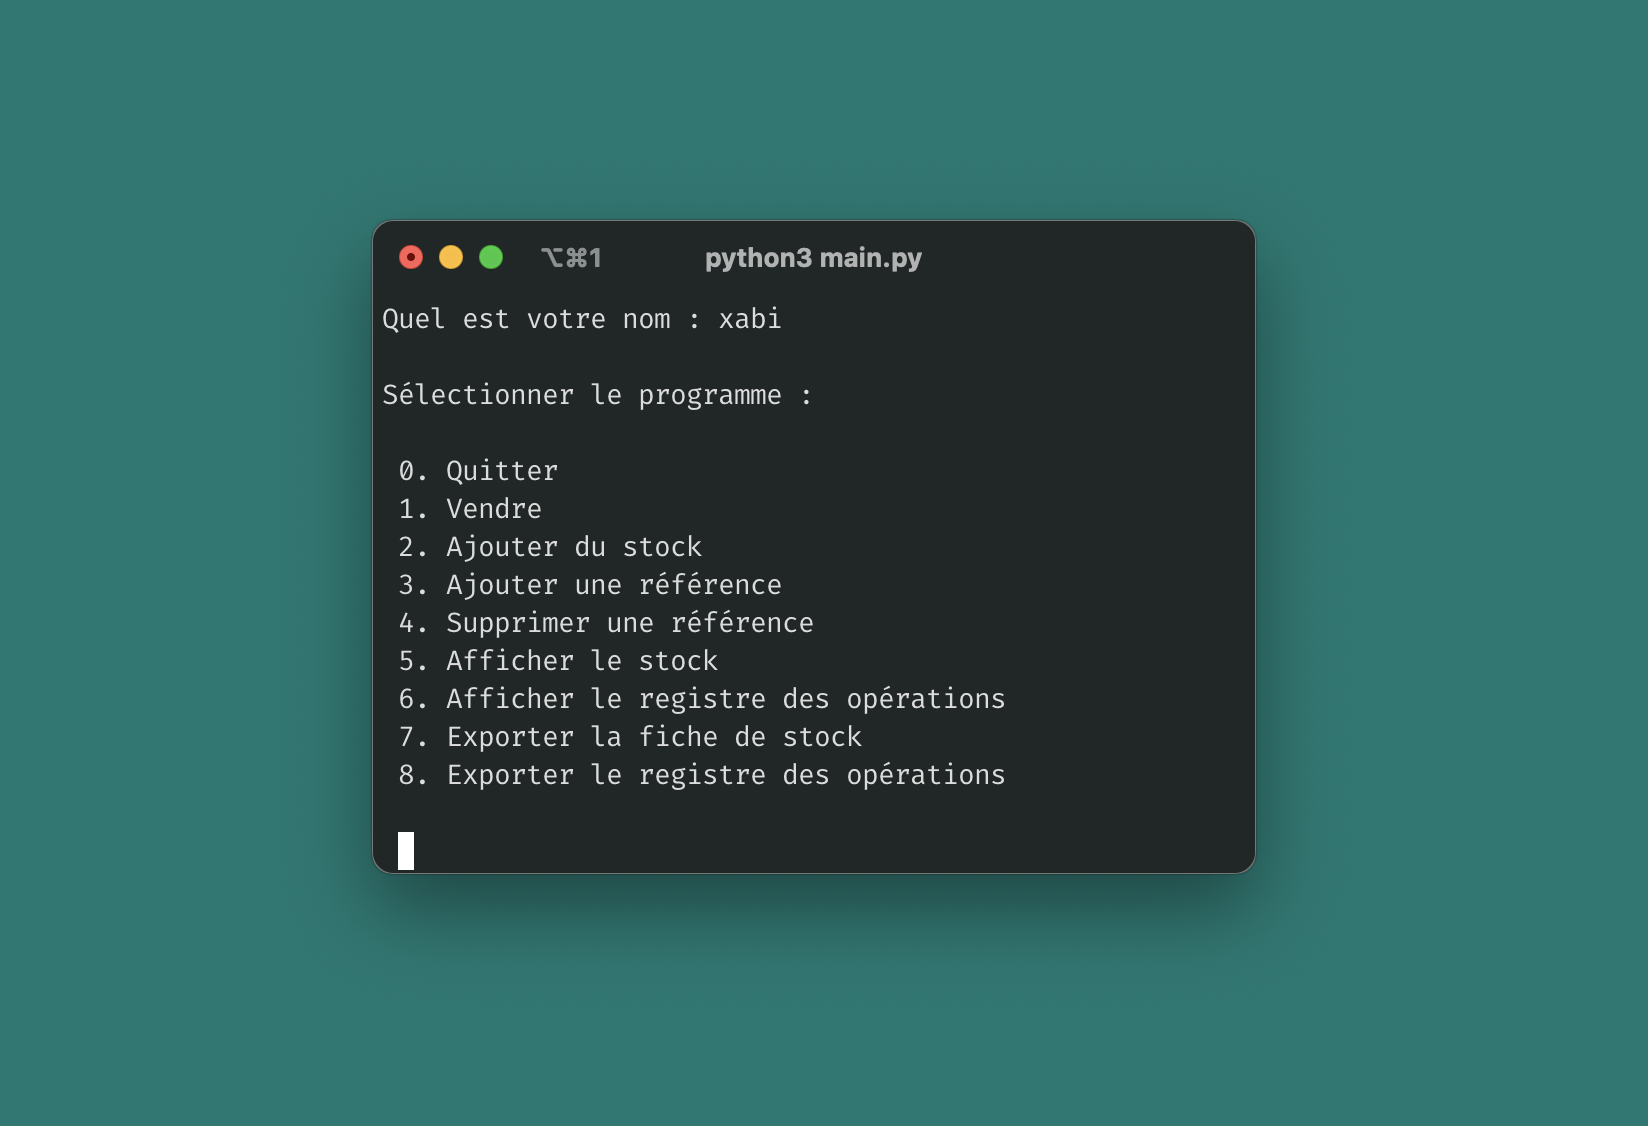 ⌥⌘1 python3 main.py
Quel est votre nom : xabi
Sélectionner le programme :
0. Quitter
1. Vendre
2. Ajouter du stock
3. Ajouter une référence
4. Supprimer une référence
5. Afficher le stock
6. Afficher le registre des opérations
7. Exporter la fiche de stock
8. Exporter le registre des opérations